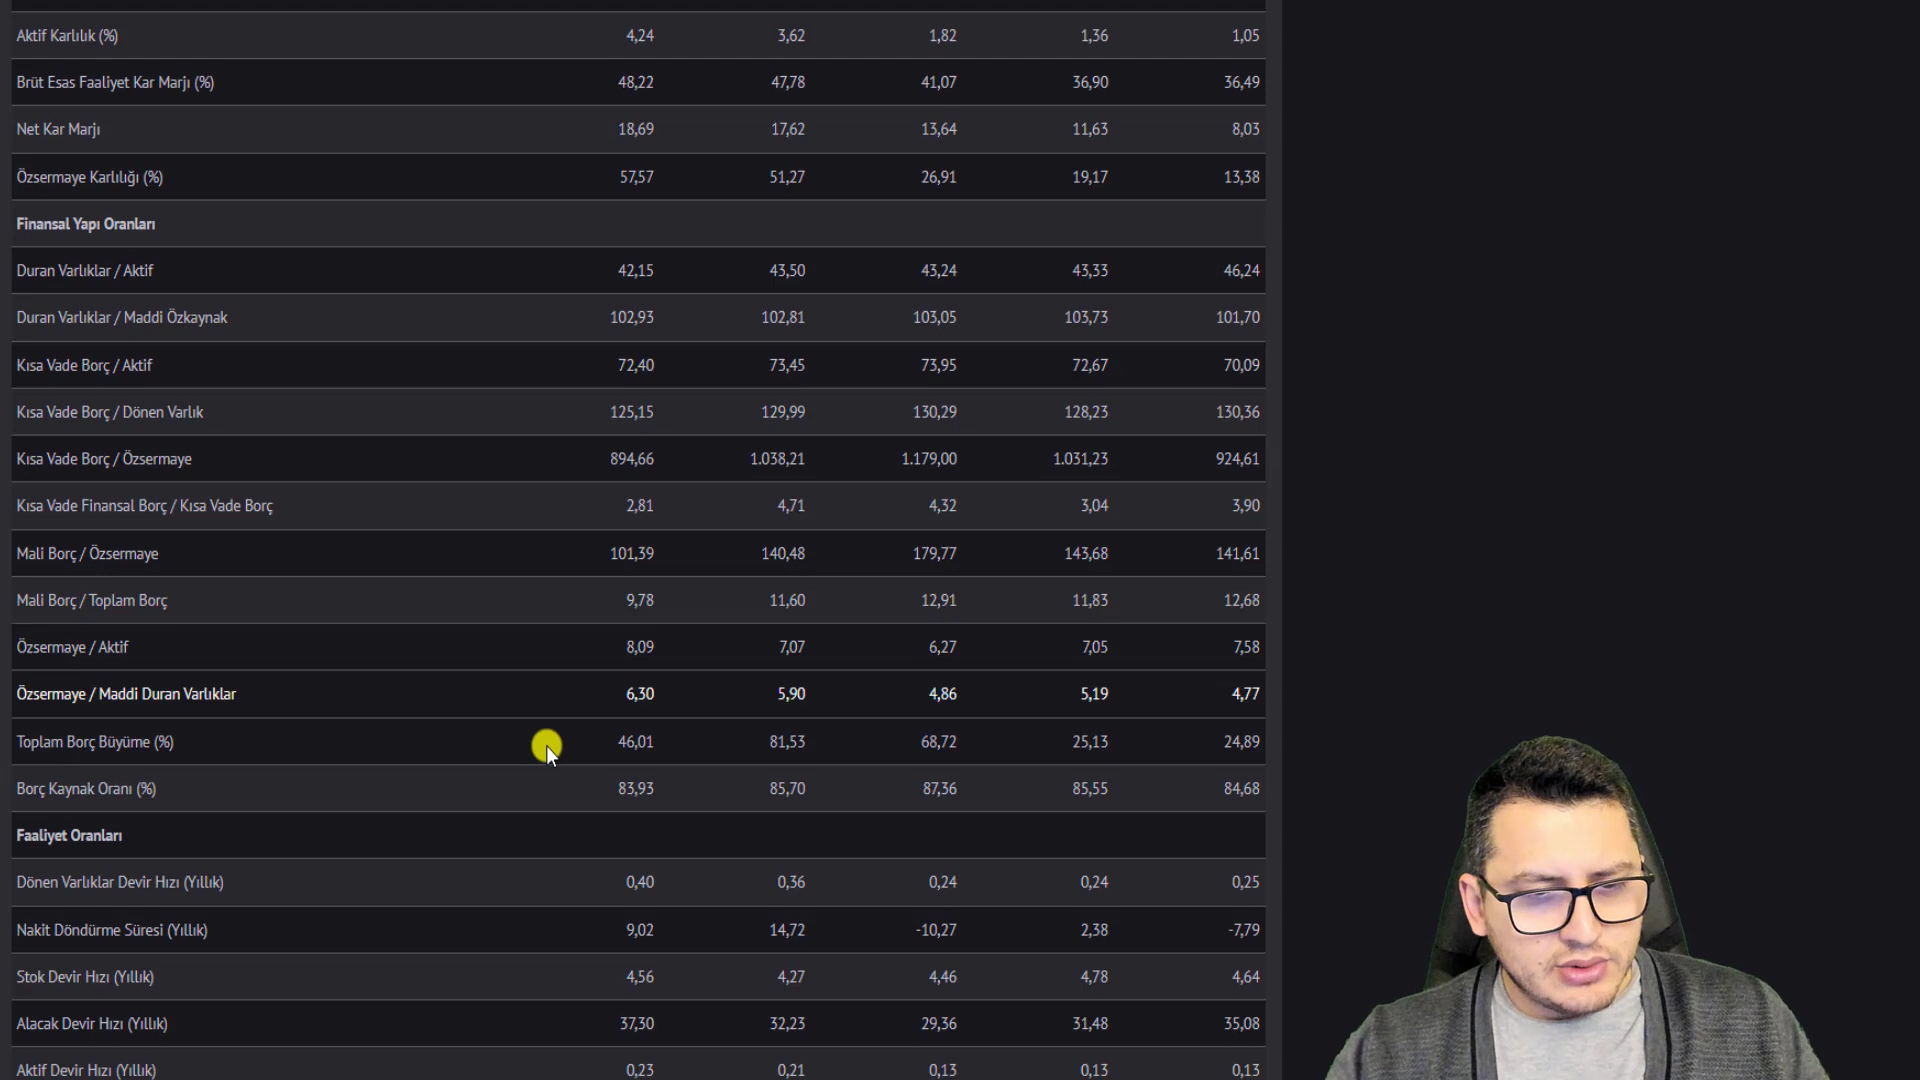 Aktif Karlılık (%) 4,24 3,62 1,82 1,36 1,05
Brüt Esas Faaliyet Kar Marjı (%) 48,22 47,78 41,07 36,90 36,49
Net Kar Marjı 18,69 17,62 13,64 11,63 8,03
Özsermaye Karlılığı (%) 57,57 51,27 26,91 19,17 13,38
Finansal Yapı Oranları
Duran Varlıklar / Aktif 42,15 43,50 43,24 43,33 46,24
Duran Varlıklar / Maddi Özkaynak 102,93 102,81 103,05 103,73 101,70
Kısa Vade Borç / Aktif 72,40 73,45 73,95 72,67 70,09
Kısa Vade Borç / Dönen Varlık 125,15 129,99 130,29 128,23 130,36
Kısa Vade Borç / Özsermaye 894,66 1.038,21 1.179,00 1.031,23 924,61
Kısa Vade Finansal Borç / Kısa Vade Borç 2,81 4,71 4,32 3,04 3,90
Mali Borç / Özsermaye 101,39 140,48 179,77 143,68 141,61
Mali Borç / Toplam Borç 9,78 11,60 12,91 11,83 12,68
Özsermaye / Aktif 8,09 7,07 6,27 7,05 7,58
Özsermaye / Maddi Duran Varlıklar 6,30 5,90 4,86 5,19 4,77
Toplam Borç Büyüme (%) 46,01 81,53 68,72 25,13 24,89
Borç Kaynak Oranı (%) 83,93 85,70 87,36 85,55 84,68
Faaliyet Oranları
Dönen Varlıklar Devir Hızı (Yıllık) 0,40 0,36 0,24 0,24 0,25
Nakit Döndürme Süresi (Yıllık) 9,02 14,72 -10,27 2,38 -7,79
Stok Devir Hızı (Yıllık) 4,56 4,27 4,46 4,78 4,64
Alacak Devir Hızı (Yıllık) 37,30 32,23 29,36 31,48 35,08
Aktif Devir Hızı (Yıllık) 0,23 0,21 0,13 0,13 0,13